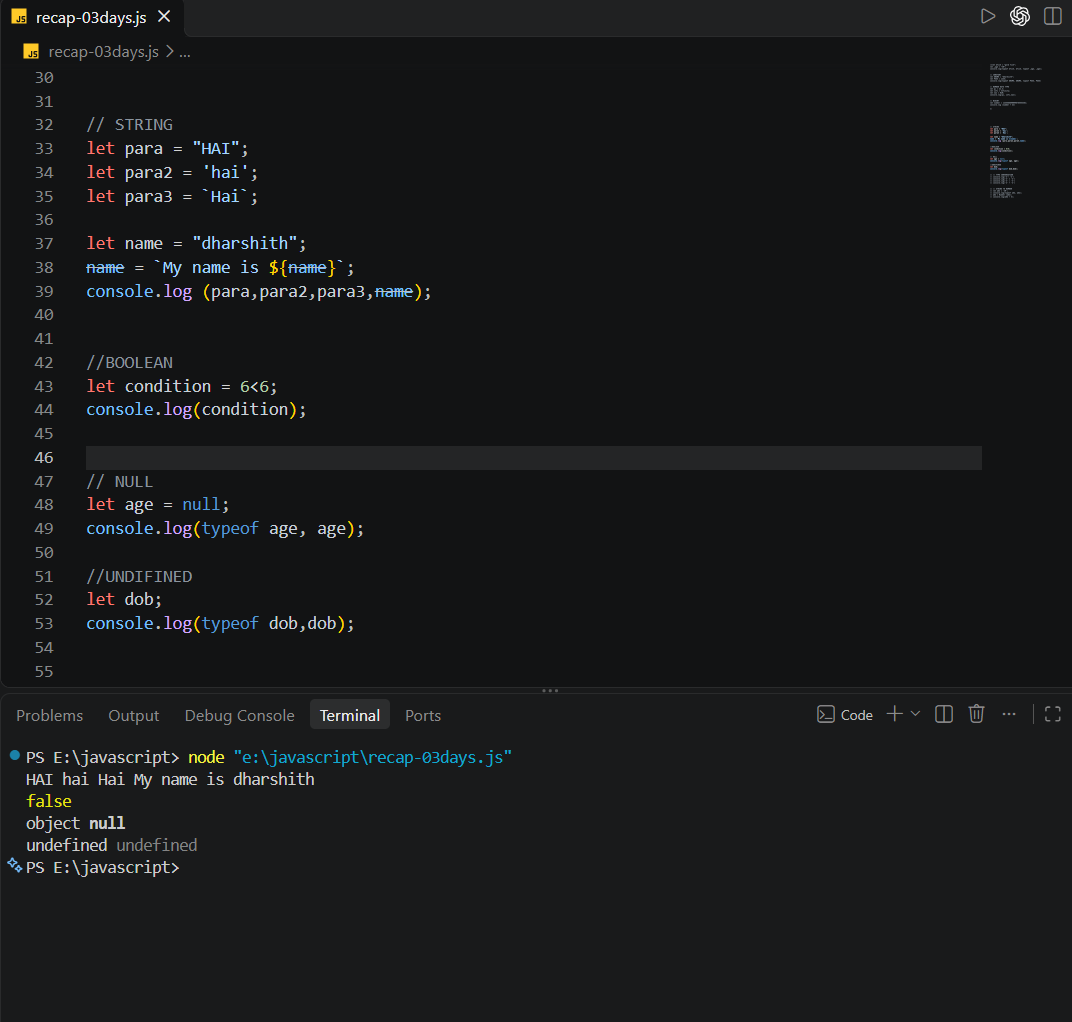 JS recap-03days.js
JS recap-03days.js > ...
30
31
32 // STRING
33 let para = "HAI";
34 let para2 = 'hai';
35 let para3 = `Hai`;
36
37 let name = "dharshith";
38 name = `My name is ${name}`;
39 console.log (para,para2,para3,name);
40
41
42 //BOOLEAN
43 let condition = 6<6;
44 console.log(condition);
45
46
47 // NULL
48 let age = null;
49 console.log(typeof age, age);
50
51 //UNDIFINED
52 let dob;
53 console.log(typeof dob,dob);
54
55
Problems Output Debug Console Terminal Ports Code
PS E:\javascript> node "e:\javascript\recap-03days.js"
HAI hai Hai My name is dharshith
false
object null
undefined undefined
PS E:\javascript>